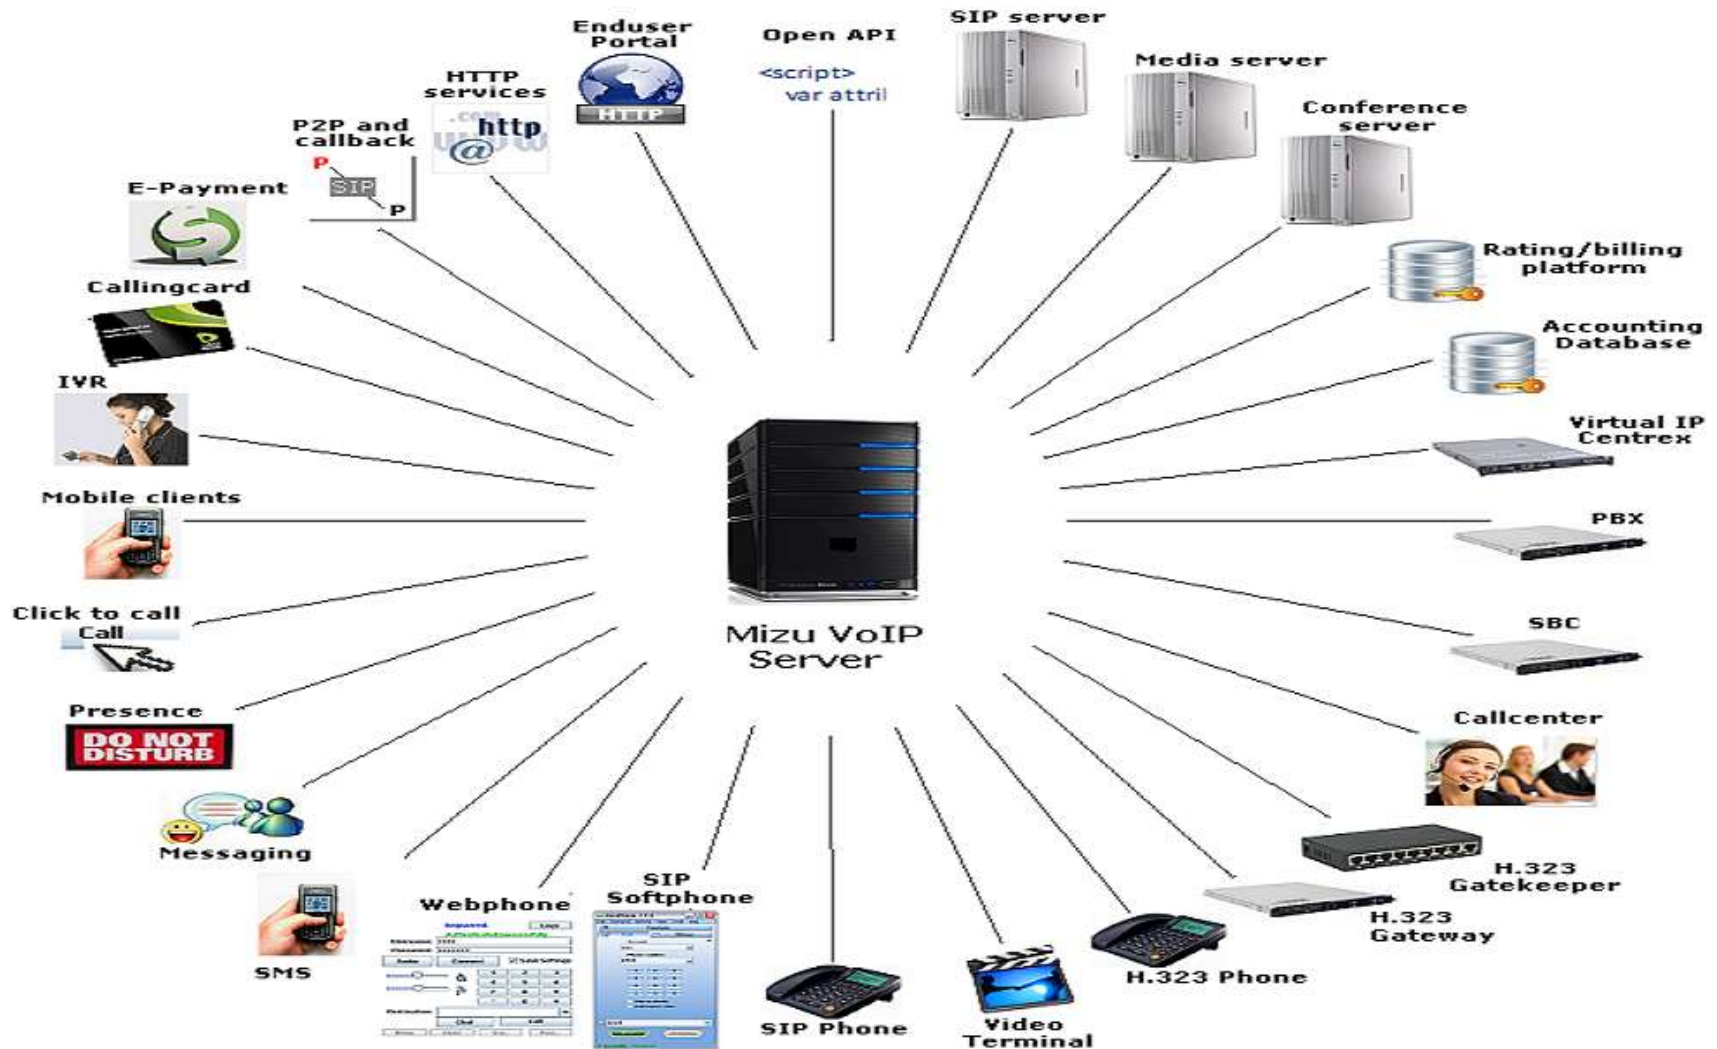 Enduser
Portal
HTTP
Open API
<script>
var attril
SIP server
Media server
Conference
server
HTTP
services
.com
WWW
http
@
P2P and
callback
P
SIP
P
E-Payment
Callingcard
IVR
Mobile clients
Click to call
Call
Presence
DO NOT
DISTURB
Messaging
SMS
Webphone
SIP
Softphone
SIP Phone
Video
Terminal
H.323 Phone
H.323
Gateway
H.323
Gatekeeper
Callcenter
SBC
PBX
Virtual IP
Centrex
Accounting
Database
Rating/billing
platform
Mizu VoIP
Server